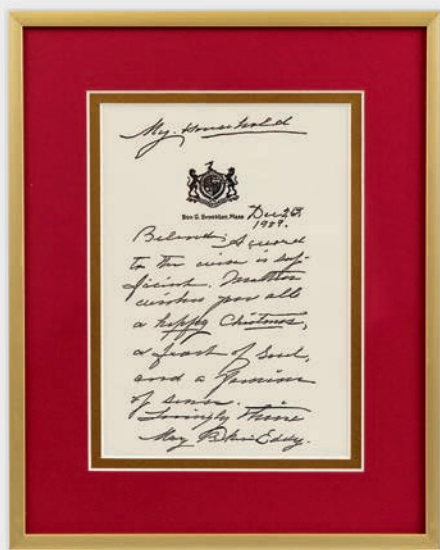 My Household
Box G. Brookline, Mass
Dec 25,
1909.
Beloved: A word
to the wise is suf-
ficient. Mother
wishes you all
a happy Christmas,
a feast of Soul,
and a famine
of sense.
Lovingly thine
Mary Baker Eddy.